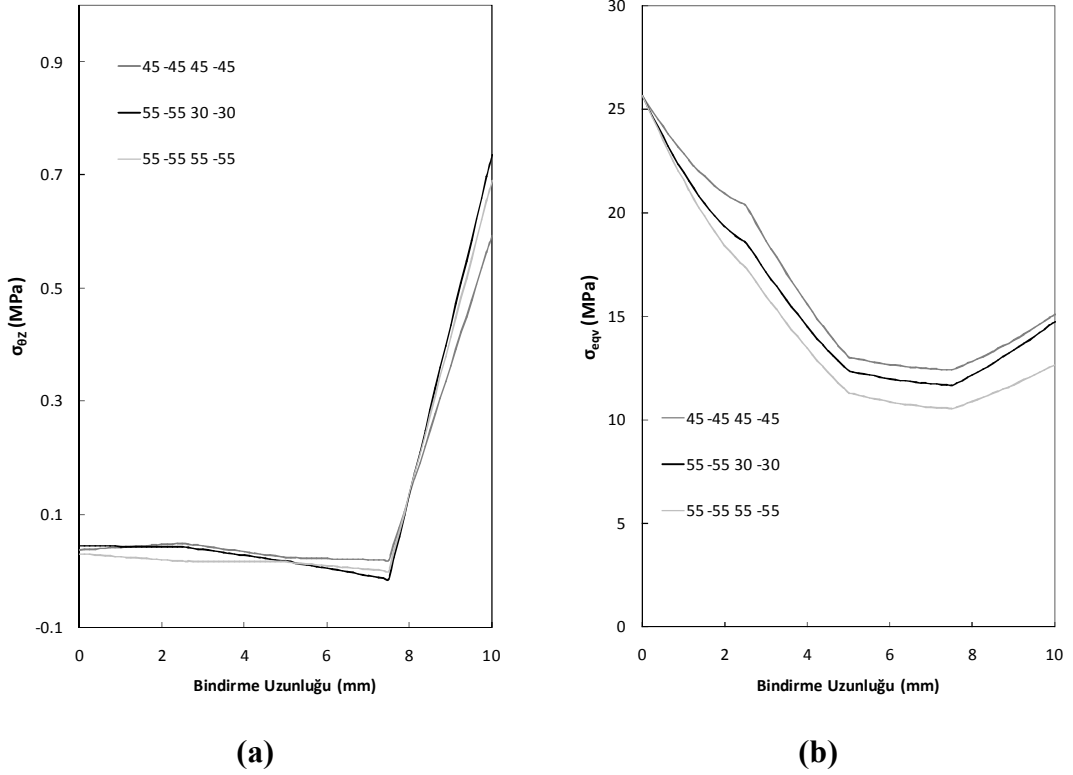 0.9
0.7
0.5
0.3
0.1
-0.1
σθz (MPa)
45 -45 45 -45
55 -55 30 -30
55 -55 55 -55
0 2 4 6 8 10
Bindirme Uzunluğu (mm)
(a)
30
25
20
15
10
5
0
σeqv (MPa)
45 -45 45 -45
55 -55 30 -30
55 -55 55 -55
0 2 4 6 8 10
Bindirme Uzunluğu (mm)
(b)